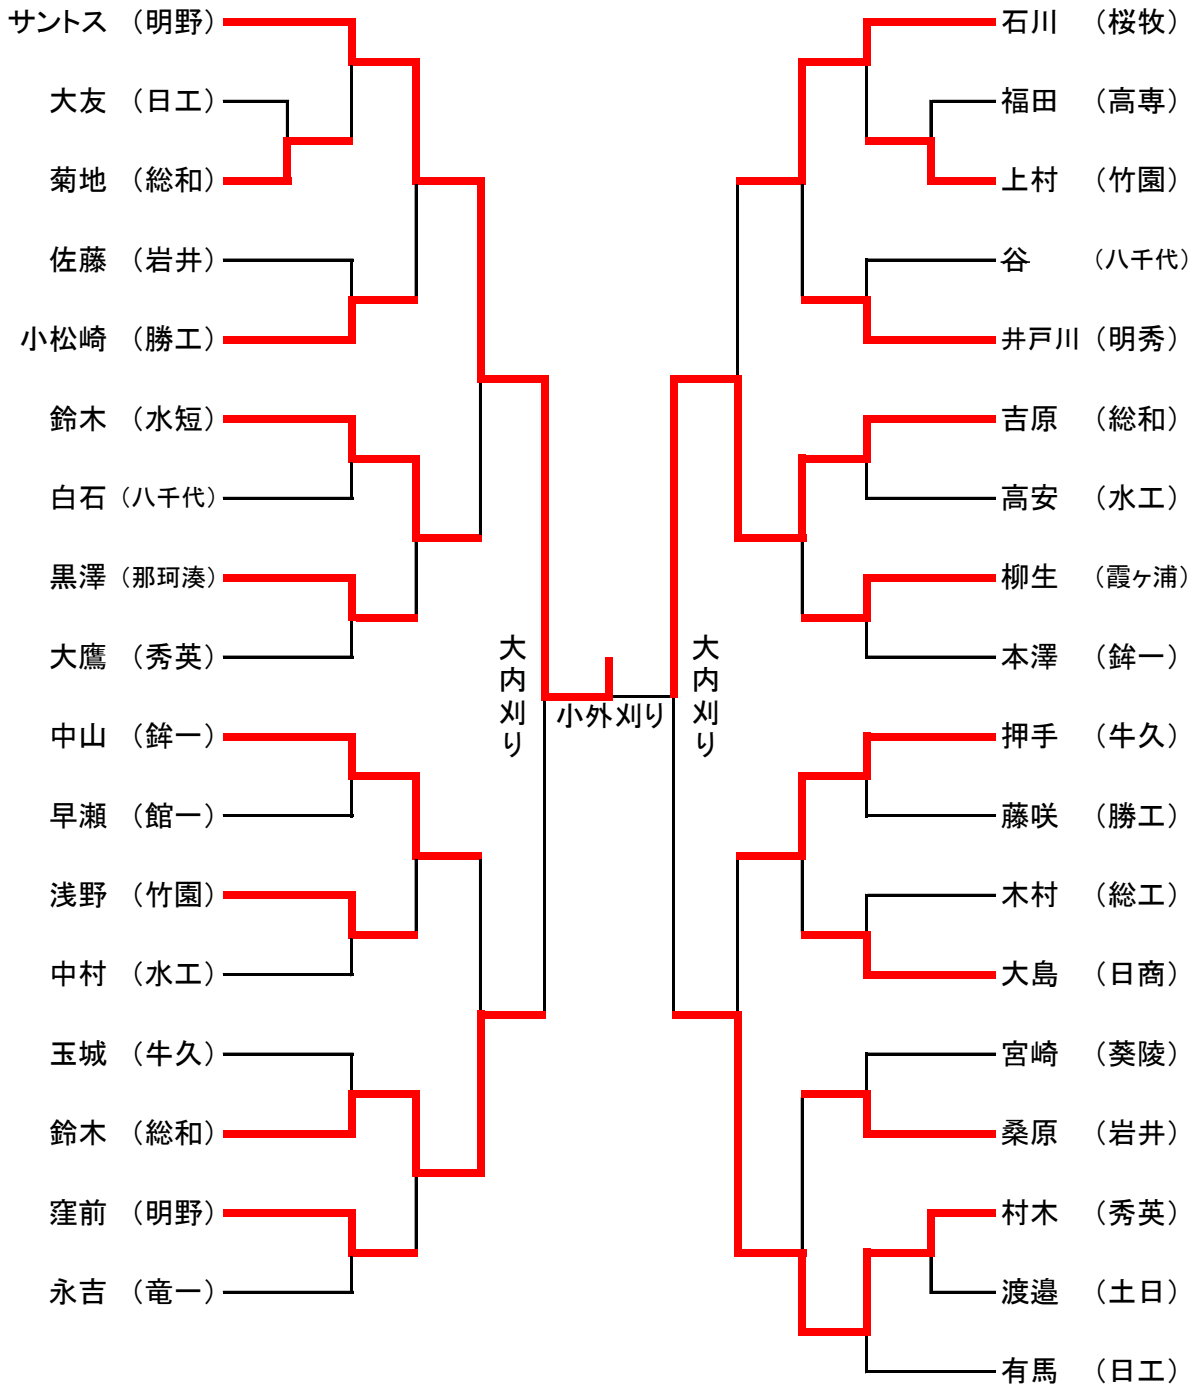 サントス （明野）
大友 （日工）
菊地 （総和）
佐藤 （岩井）
小松崎 （勝工）
鈴木 （水短）
白石 （八千代）
黒澤 （那珂湊）
大鷹 （秀英）
中山 （鉾一）
早瀬 （館一）
浅野 （竹園）
中村 （水工）
玉城 （牛久）
鈴木 （総和）
窪前 （明野）
永吉 （竜一）
大内刈り
小外刈り
大内刈り
石川 （桜牧）
福田 （高専）
上村 （竹園）
谷 （八千代）
井戸川 （明秀）
吉原 （総和）
高安 （水工）
柳生 （霞ヶ浦）
本澤 （鉾一）
押手 （牛久）
藤咲 （勝工）
木村 （総工）
大島 （日商）
宮崎 （葵陵）
桑原 （岩井）
村木 （秀英）
渡邉 （土日）
有馬 （日工）